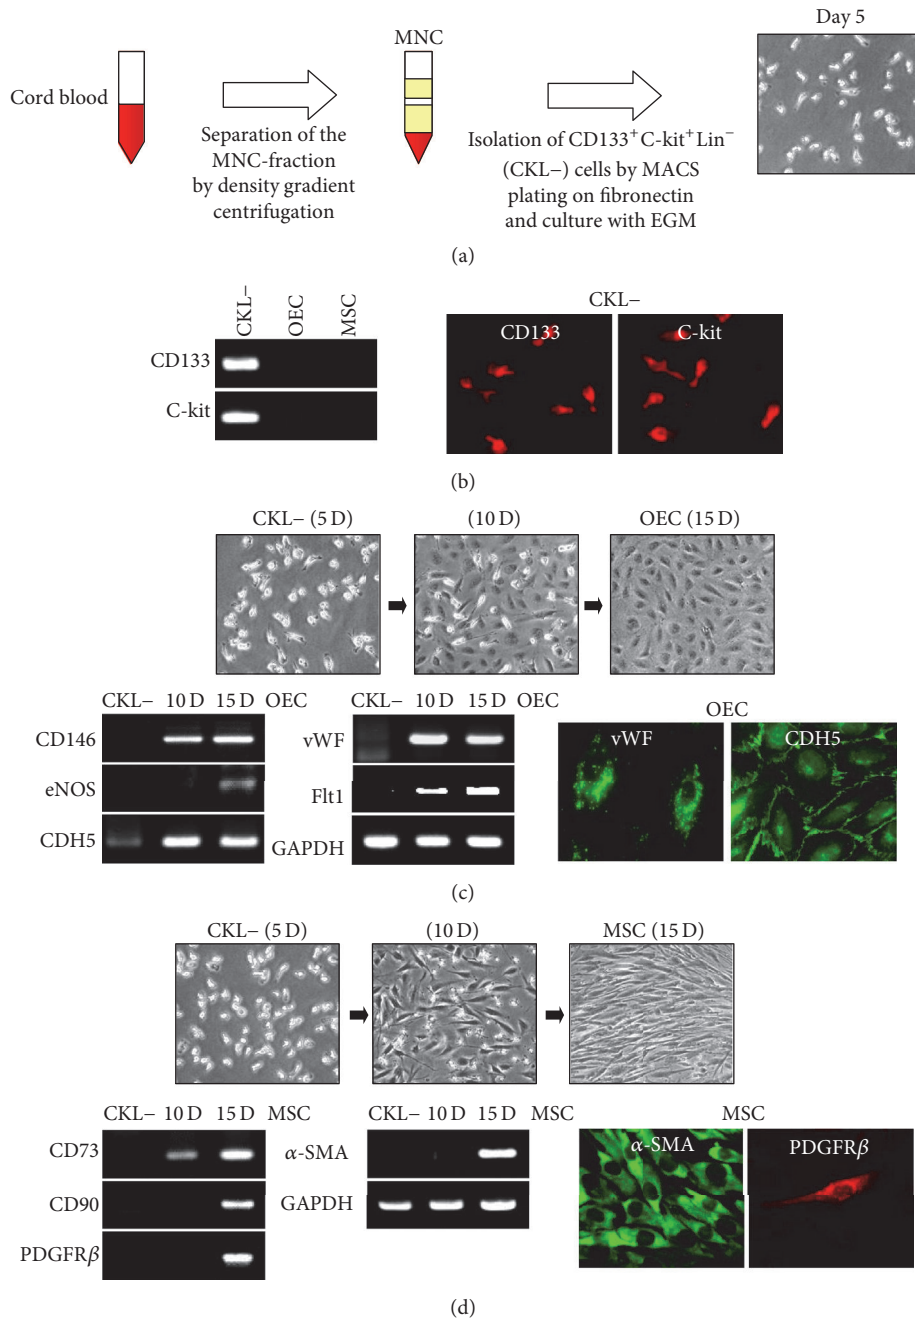 Day 5
MNC
Cord blood
Separation of the
MNC-fraction
by density gradient
centrifugation
Isolation of CD133⁺C-kit⁺Lin⁻
(CKL−) cells by MACS
plating on fibronectin
and culture with EGM
(a)
CKL− OEC MSC
CD133
C-kit
CKL−
CD133 C-kit
(b)
CKL− (5 D) (10 D) OEC (15 D)
CKL− 10 D 15 D OEC
CD146
eNOS
CDH5
CKL− 10 D 15 D OEC
vWF
Flt1
GAPDH
OEC
vWF CDH5
(c)
CKL− (5 D) (10 D) MSC (15 D)
CKL− 10 D 15 D MSC
CD73
CD90
PDGFRβ
CKL− 10 D 15 D MSC
α-SMA
GAPDH
MSC
α-SMA PDGFRβ
(d)